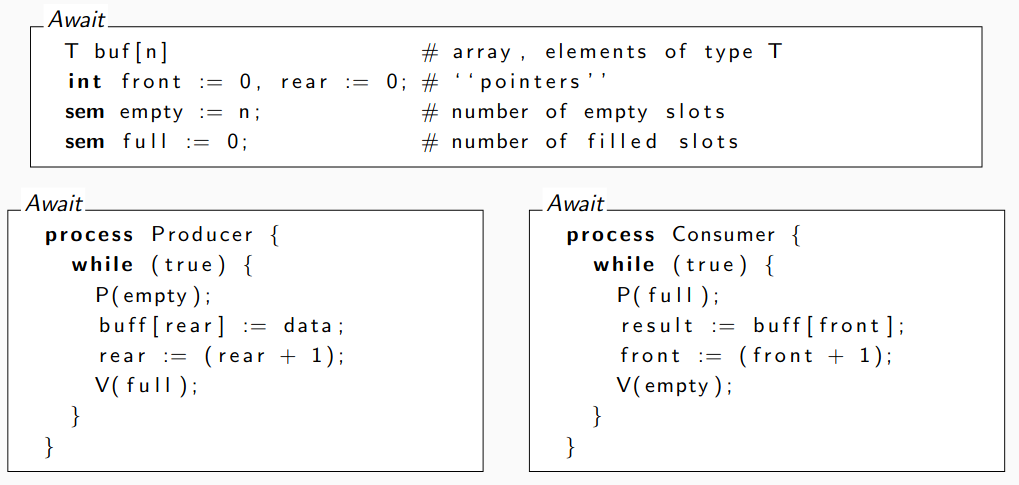 Await
T buf[n] # array, elements of type T
int front := 0, rear := 0; # ‘‘pointers’’
sem empty := n; # number of empty slots
sem full := 0; # number of filled slots
Await
process Producer {
while (true) {
P(empty);
buff[rear] := data;
rear := (rear + 1);
V(full);
}
}
Await
process Consumer {
while (true) {
P(full);
result := buff[front];
front := (front + 1);
V(empty);
}
}